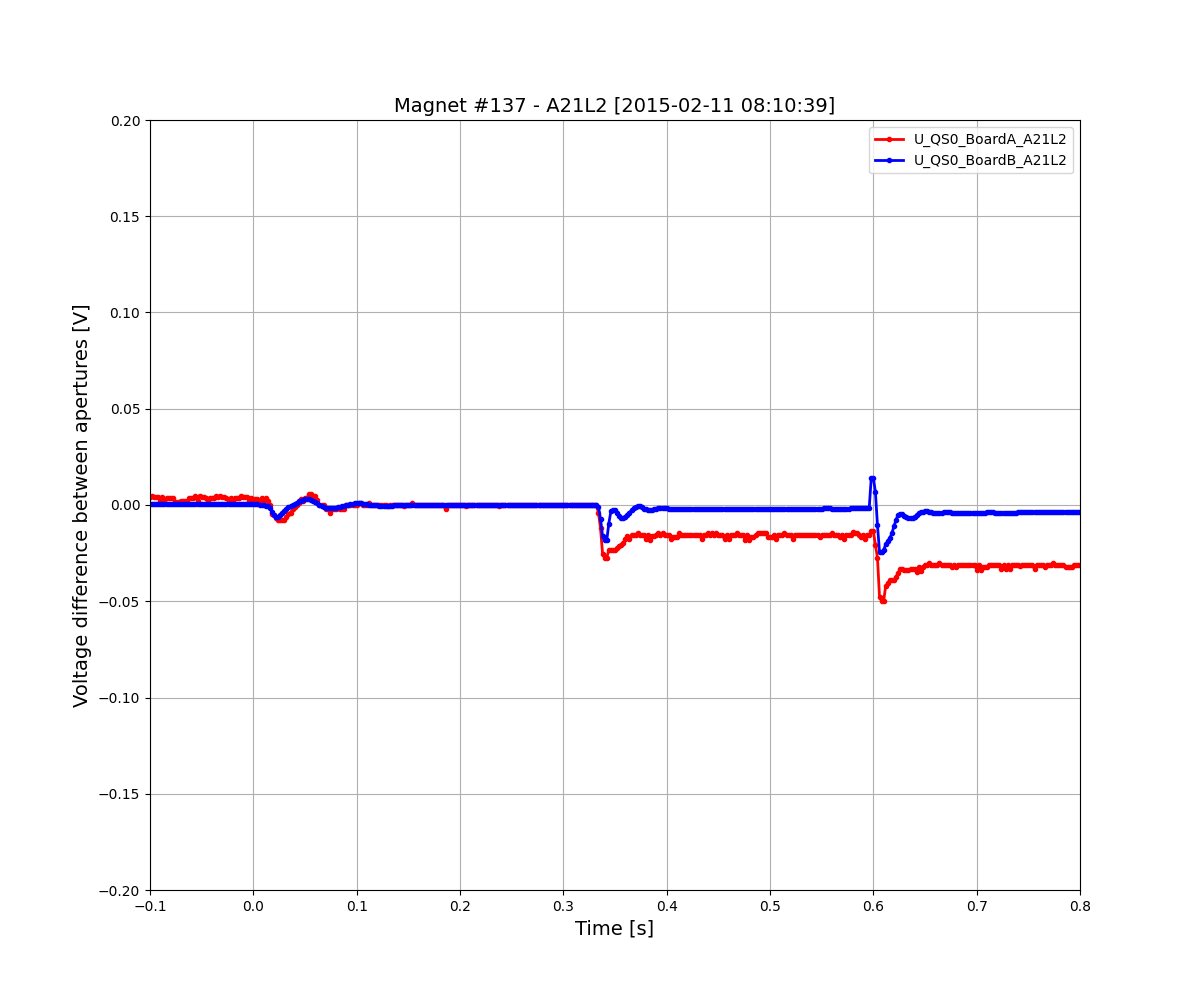 Magnet #137 - A21L2 [2015-02-11 08:10:39]
U_QS0_BoardA_A21L2
U_QS0_BoardB_A21L2
Voltage difference between apertures [V]
0.20
0.15
0.10
0.05
0.00
−0.05
−0.10
−0.15
−0.20
−0.1 0.0 0.1 0.2 0.3 0.4 0.5 0.6 0.7 0.8
Time [s]